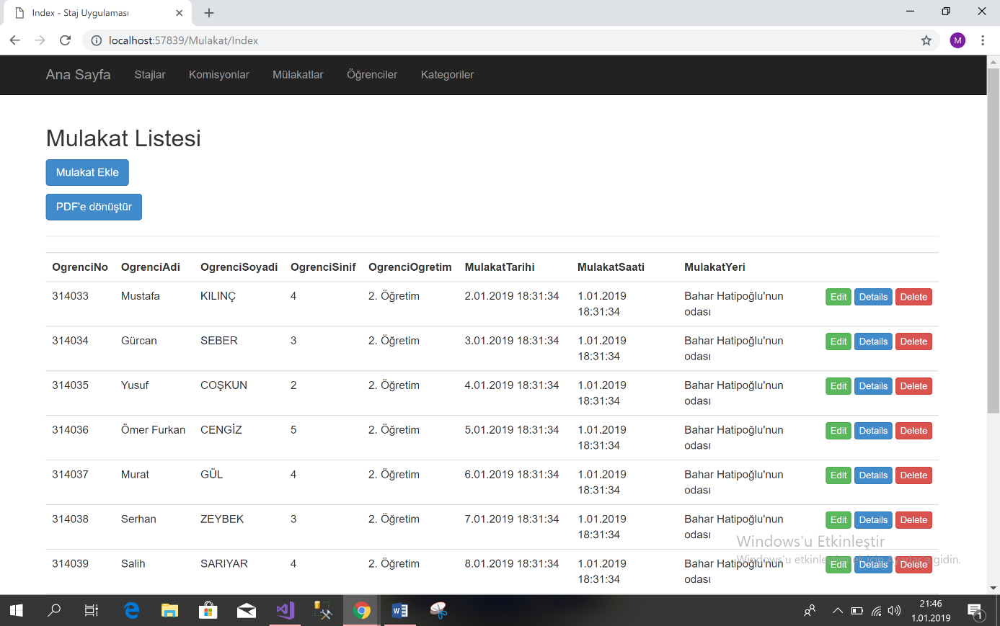 Index - Staj Uygulaması
localhost:57839/Mulakat/Index
M
Ana Sayfa Stajlar Komisyonlar Mülakatlar Öğrenciler Kategoriler
Mulakat Listesi
Mulakat Ekle
PDF'e dönüştür
OgrenciNo OgrenciAdi OgrenciSoyadi OgrenciSinif OgrenciOgretim MulakatTarihi MulakatSaati MulakatYeri
314033 Mustafa KILINÇ 4 2. Öğretim 2.01.2019 18:31:34 1.01.2019 Bahar Hatipoğlu'nun Edit Details Delete
18:31:34 odası
314034 Gürcan SEBER 3 2. Öğretim 3.01.2019 18:31:34 1.01.2019 Bahar Hatipoğlu'nun Edit Details Delete
18:31:34 odası
314035 Yusuf COŞKUN 2 2. Öğretim 4.01.2019 18:31:34 1.01.2019 Bahar Hatipoğlu'nun Edit Details Delete
18:31:34 odası
314036 Ömer Furkan CENGİZ 5 2. Öğretim 5.01.2019 18:31:34 1.01.2019 Bahar Hatipoğlu'nun Edit Details Delete
18:31:34 odası
314037 Murat GÜL 4 2. Öğretim 6.01.2019 18:31:34 1.01.2019 Bahar Hatipoğlu'nun Edit Details Delete
18:31:34 odası
314038 Serhan ZEYBEK 3 2. Öğretim 7.01.2019 18:31:34 1.01.2019 Bahar Hatipoğlu'nun Edit Details Delete
18:31:34 odası
Windows'u Etkinleştir
Windows'u etkinleştirmek için Ayarlar'a gidin.
314039 Salih SARIYAR 4 2. Öğretim 8.01.2019 18:31:34 1.01.2019 Bahar Hatipoğlu'nun Edit Details Delete
18:31:34 odası
21:46
1.01.2019
1